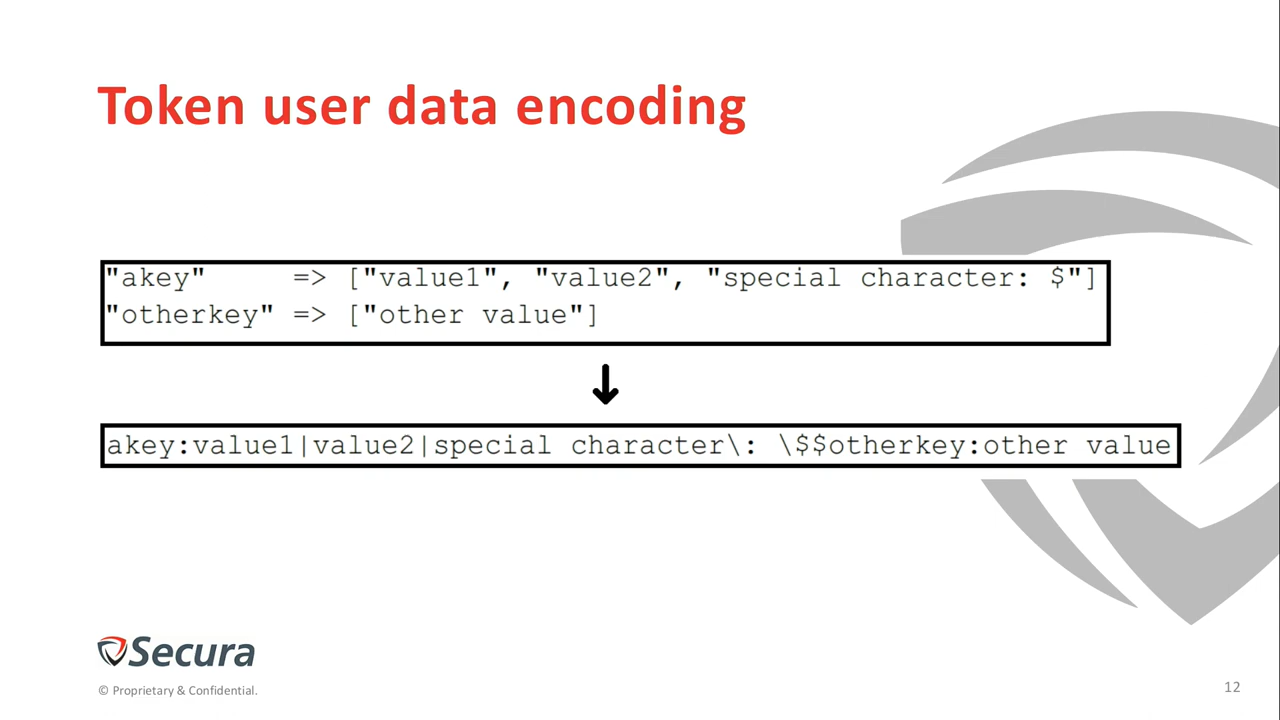 Token user data encoding
"akey"     => ["value1", "value2", "special character: $"]
"otherkey" => ["other value"]
akey:value1|value2|special character\: \$$otherkey:other value
Secura
© Proprietary & Confidential.
12